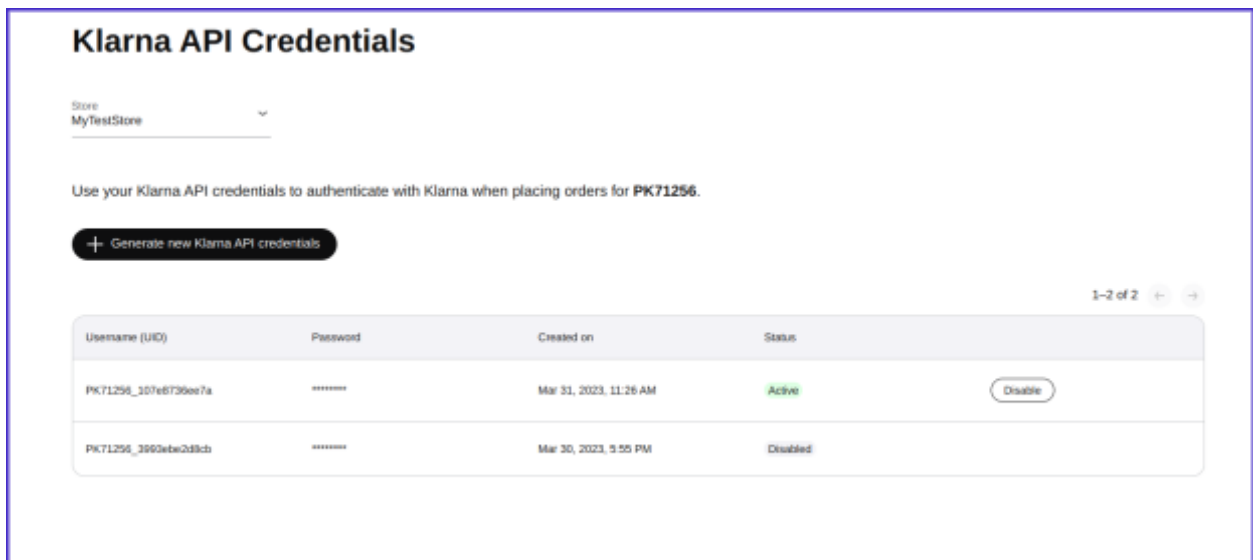 Klarna API Credentials
Store
MyTestStore
Use your Klarna API credentials to authenticate with Klarna when placing orders for PK71256.
Generate new Klarna API credentials
1–2 of 2
Username (UID) Password Created on Status
PK71256_107e8736ee7a ******** Mar 31, 2023, 11:26 AM Active Disable
PK71256_3993ebe2d8cb ******** Mar 30, 2023, 5:55 PM Disabled